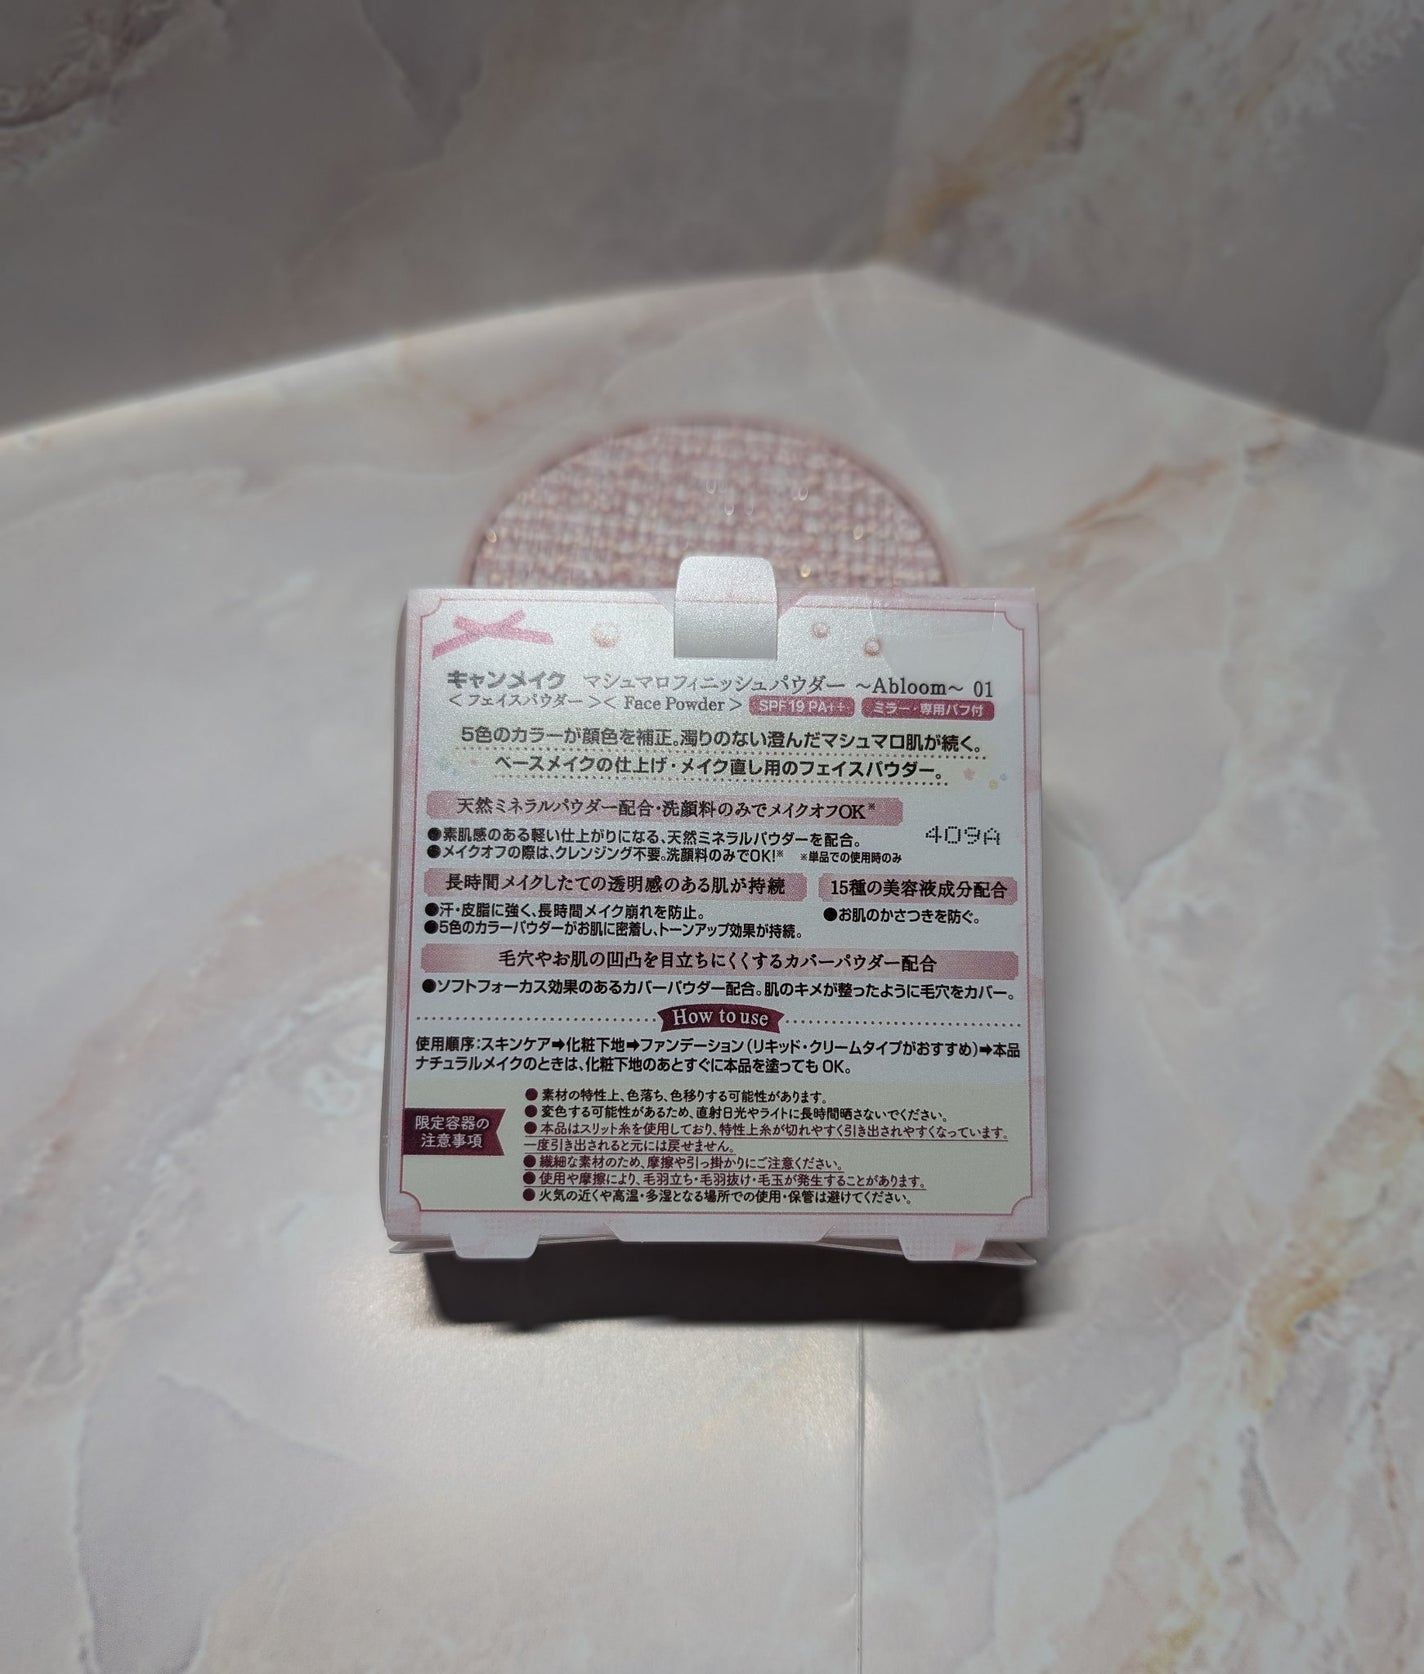 キャンメイク マシュマロフィニッシュパウダー ～Abloom～ 01
＜フェイスパウダー＞＜Face Powder＞ SPF19 PA++ ミラー・専用パフ付
5色のカラーが顔色を補正。濁りのない澄んだマシュマロ肌が続く。
ベースメイクの仕上げ・メイク直し用のフェイスパウダー。
天然ミネラルパウダー配合・洗顔料のみでメイクオフOK※
409A
●素肌感のある軽い仕上がりになる、天然ミネラルパウダーを配合。
●メイクオフの際は、クレンジング不要。洗顔料のみでOK!※ ※単品での使用時のみ
長時間メイクしたての透明感のある肌が持続
●汗・皮脂に強く、長時間メイク崩れを防止。
●5色のカラーパウダーがお肌に密着し、トーンアップ効果が持続。
15種の美容液成分配合
●お肌のかさつきを防ぐ。
毛穴やお肌の凹凸を目立ちにくくするカバーパウダー配合
●ソフトフォーカス効果のあるカバーパウダー配合。肌のキメが整ったように毛穴をカバー。
How to use
使用順序:スキンケア➡化粧下地➡ファンデーション(リキッド・クリームタイプがおすすめ)➡本品
ナチュラルメイクのときは、化粧下地のあとすぐに本品を塗ってもOK。
限定容器の
注意事項
●素材の特性上、色落ち、色移りする可能性があります。
●変色する可能性があるため、直射日光やライトに長時間晒さないでください。
●本品はスリット糸を使用しており、特性上糸が切れやすく引き出されやすくなっています。
一度引き出されると元には戻せません。
●繊細な素材のため、摩擦や引っ掛かりにご注意ください。
●使用や摩擦により、毛羽立ち・毛羽抜け・毛玉が発生することがあります。
●火気の近くや高温・多湿となる場所での使用・保管は避けてください。